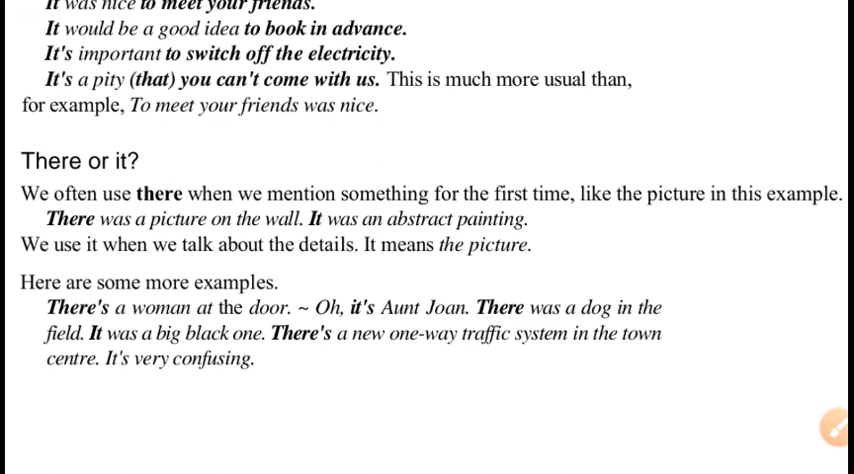 It was nice to meet your friends.
It would be a good idea to book in advance.
It's important to switch off the electricity.
It's a pity (that) you can't come with us. This is much more usual than,
for example, To meet your friends was nice.
There or it?
We often use there when we mention something for the first time, like the picture in this example.
There was a picture on the wall. It was an abstract painting.
We use it when we talk about the details. It means the picture.
Here are some more examples.
There's a woman at the door. ~ Oh, it's Aunt Joan. There was a dog in the
field. It was a big black one. There's a new one-way traffic system in the town
centre. It's very confusing.